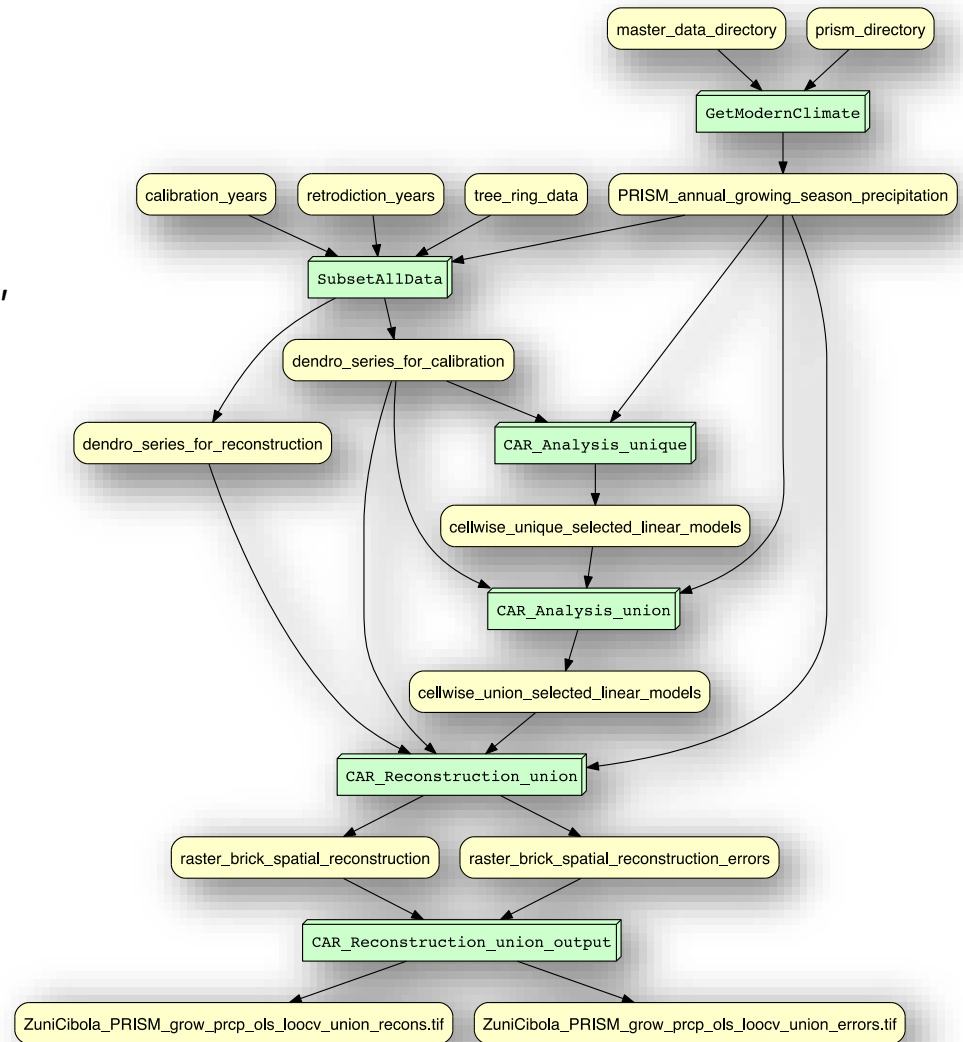 master_data_directory
prism_directory
GetModernClimate
calibration_years
retrodiction_years
tree_ring_data
PRISM_annual_growing_season_precipitation
SubsetAllData
dendro_series_for_calibration
dendro_series_for_reconstruction
CAR_Analysis_unique
cellwise_unique_selected_linear_models
CAR_Analysis_union
cellwise_union_selected_linear_models
CAR_Reconstruction_union
raster_brick_spatial_reconstruction
raster_brick_spatial_reconstruction_errors
CAR_Reconstruction_union_output
ZuniCibola_PRISM_grow_prcp_ols_loocv_union_recons.tif
ZuniCibola_PRISM_grow_prcp_ols_loocv_union_errors.tif